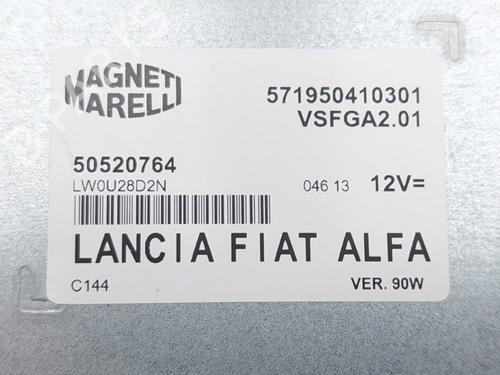 MAGNETI
MARELLI
571950410301
VSFGA2.01
50520764
LW0U28D2N
046 13 12V=
LANCIA FIAT ALFA
C144
VER. 90W